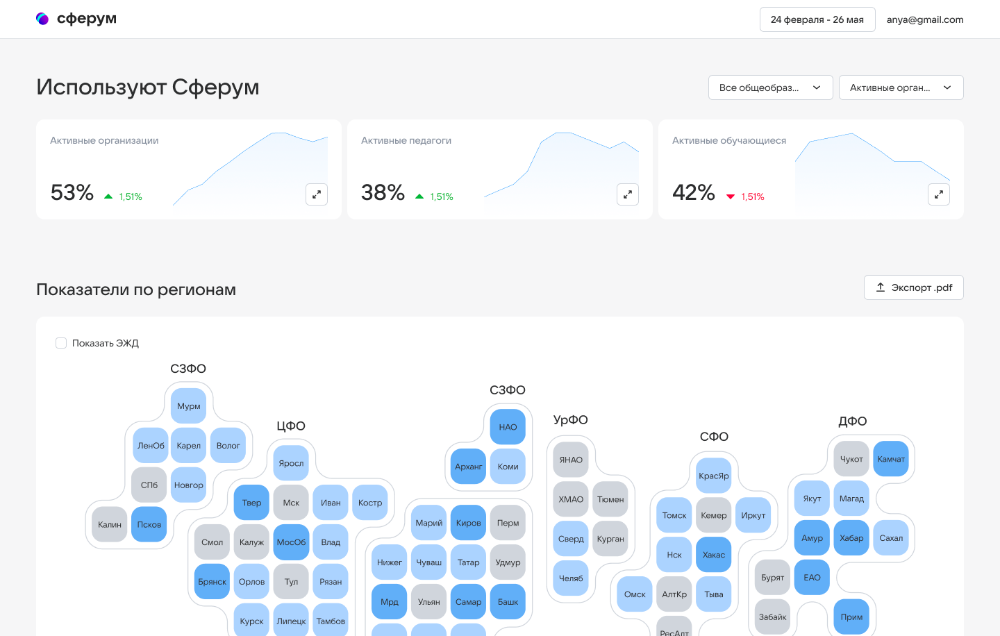 сферум
24 февраля - 26 мая
anya@gmail.com
Используют Сферум
Все общеобраз...
Активные орган...
Активные организации
53%
1,51%
Активные педагоги
38%
1,51%
Активные обучающиеся
42%
1,51%
Показатели по регионам
Экспорт .pdf
Показать ЭЖД
СЗФО
Мурм
ЛенОб Карел Волог
СПб Новгор
Калин Псков
ЦФО
Яросл
Твер Мск Иван Костр
Смол Калуж МосОб Влад
Брянск Орлов Тул Рязан
Курск Липецк Тамбов
СЗФО
НАО
Арханг Коми
Марий Киров Перм
Нижег Чуваш Татар Удмур
Мрд Ульян Самар Башк
УрФО
ЯНАО
ХМАО Тюмен
Сверд Курган
Челяб
СФО
КрасЯр
Томск Кемер Иркут
Нск Хакас
Омск АлтКр Тыва
РесАлт
ДФО
Чукот Камчат
Якут Магад
Амур Хабар Сахал
Бурят ЕАО
Забайк Прим